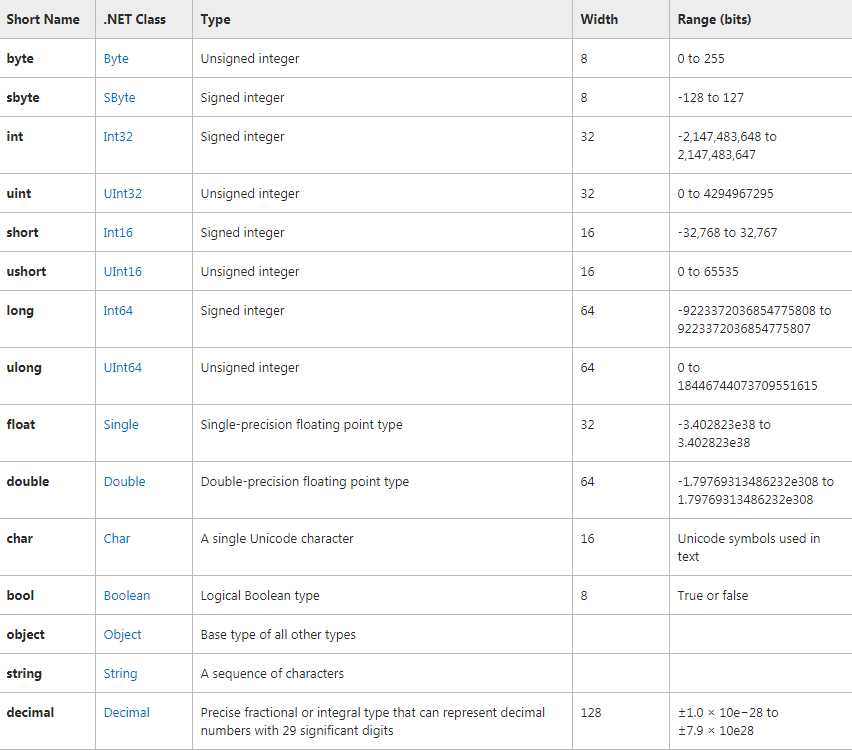 Short Name .NET Class Type Width Range (bits)
byte Byte Unsigned integer 8 0 to 255
sbyte SByte Signed integer 8 -128 to 127
int Int32 Signed integer 32 -2,147,483,648 to
2,147,483,647
uint UInt32 Unsigned integer 32 0 to 4294967295
short Int16 Signed integer 16 -32,768 to 32,767
ushort UInt16 Unsigned integer 16 0 to 65535
long Int64 Signed integer 64 -9223372036854775808 to
9223372036854775807
ulong UInt64 Unsigned integer 64 0 to
18446744073709551615
float Single Single-precision floating point type 32 -3.402823e38 to
3.402823e38
double Double Double-precision floating point type 64 -1.79769313486232e308 to
1.79769313486232e308
char Char A single Unicode character 16 Unicode symbols used in
text
bool Boolean Logical Boolean type 8 True or false
object Object Base type of all other types
string String A sequence of characters
decimal Decimal Precise fractional or integral type that can represent decimal 128 ±1.0 × 10e−28 to
numbers with 29 significant digits ±7.9 × 10e28